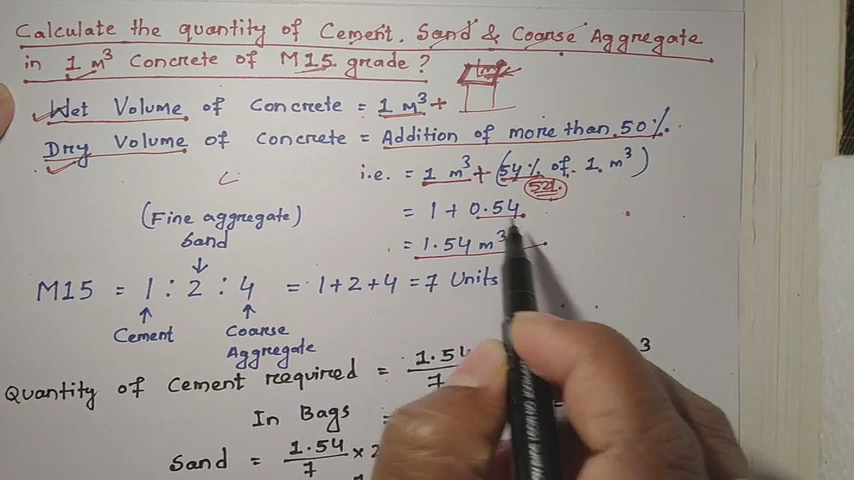 Calculate the quantity of Cement, Sand & Coarse Aggregate
in 1 m³ Concrete of M15 grade?
Wet Volume of Concrete = 1 m³
Dry Volume of Concrete = Addition of more than 50%.
i.e. = 1 m³ + (54% of 1 m³)
= 1 + 0.54
= 1.54 m³
(Fine aggregate)
Sand
M15 = 1 : 2 : 4 = 1+2+4 = 7 Units
Cement
Coarse
Aggregate
Quantity of Cement required = 1.54/7
In Bags =
Sand = 1.54/7 × 2